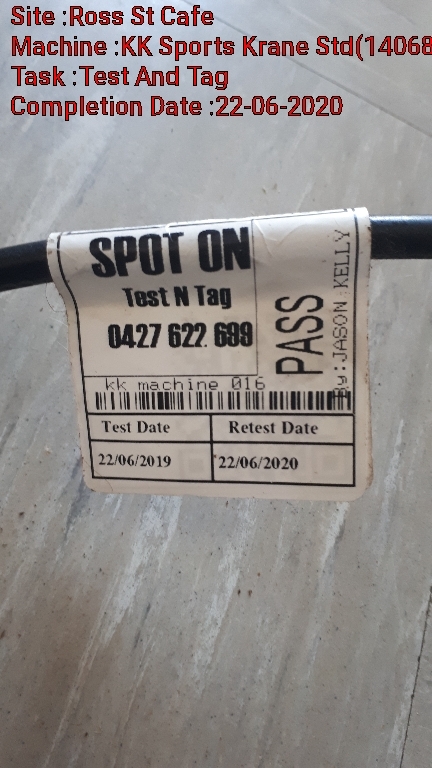 Site :Ross St Cafe
Machine :KK Sports Krane Std(14068
Task :Test And Tag
Completion Date :22-06-2020
SPOT ON
Test N Tag
0427 622 699
PASS
By:JASON KELLY
kk machine 016
Test Date
Retest Date
22/06/2019
22/06/2020